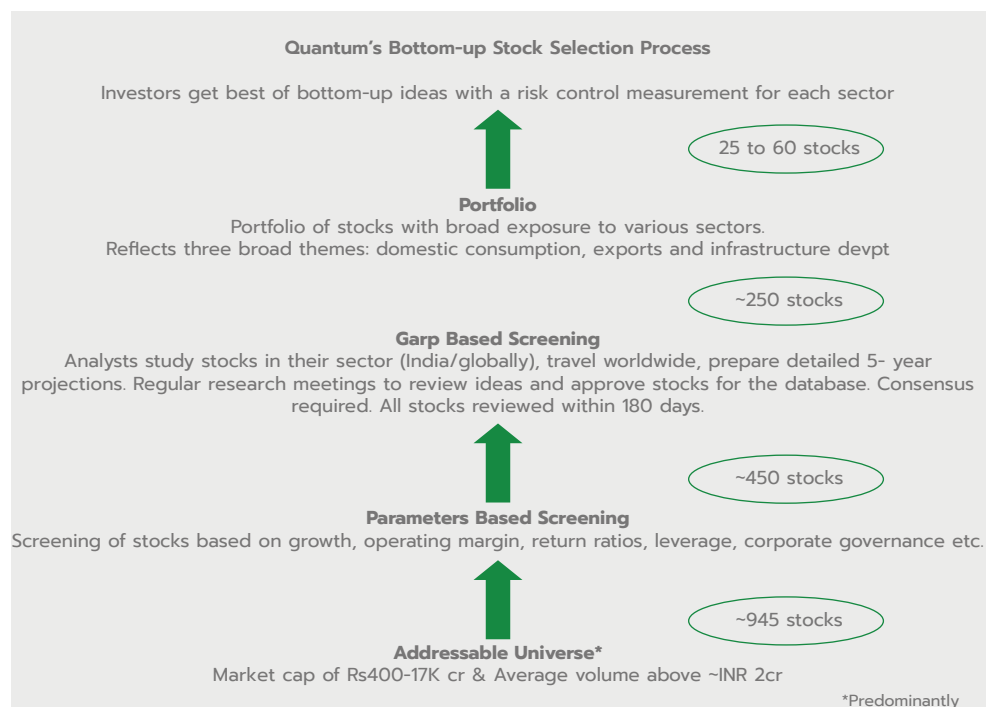 Quantum's Bottom-up Stock Selection Process
Investors get best of bottom-up ideas with a risk control measurement for each sector
25 to 60 stocks
Portfolio
Portfolio of stocks with broad exposure to various sectors.
Reflects three broad themes: domestic consumption, exports and infrastructure devpt
~250 stocks
Garp Based Screening
Analysts study stocks in their sector (India/globally), travel worldwide, prepare detailed 5- year
projections. Regular research meetings to review ideas and approve stocks for the database. Consensus
required. All stocks reviewed within 180 days.
~450 stocks
Parameters Based Screening
Screening of stocks based on growth, operating margin, return ratios, leverage, corporate governance etc.
~945 stocks
Addressable Universe*
Market cap of Rs400-17K cr & Average volume above ~INR 2cr
*Predominantly